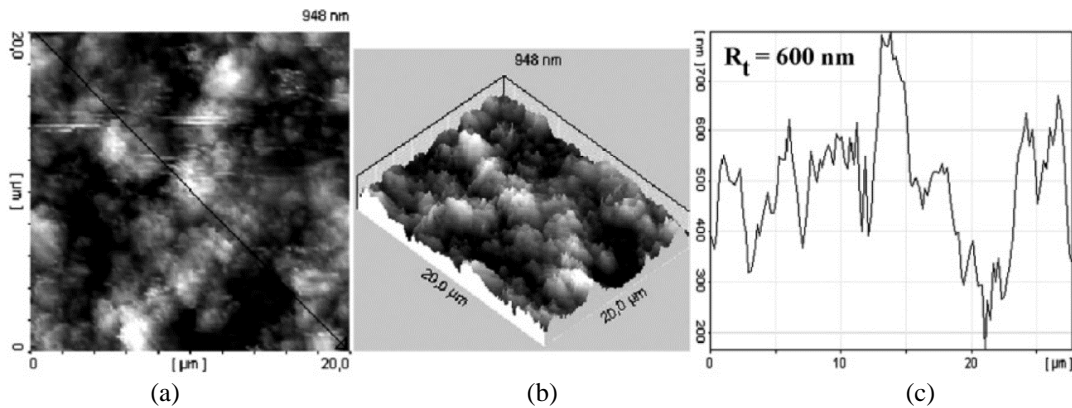 948 nm
20,0
[ µm ]
0
0
[ µm ]
20,0
(a)
948 nm
20,0 µm
20,0 µm
(b)
[ nm ]
700
600
500
400
300
200
R_t = 600 nm
0
10
20
[ µm ]
(c)